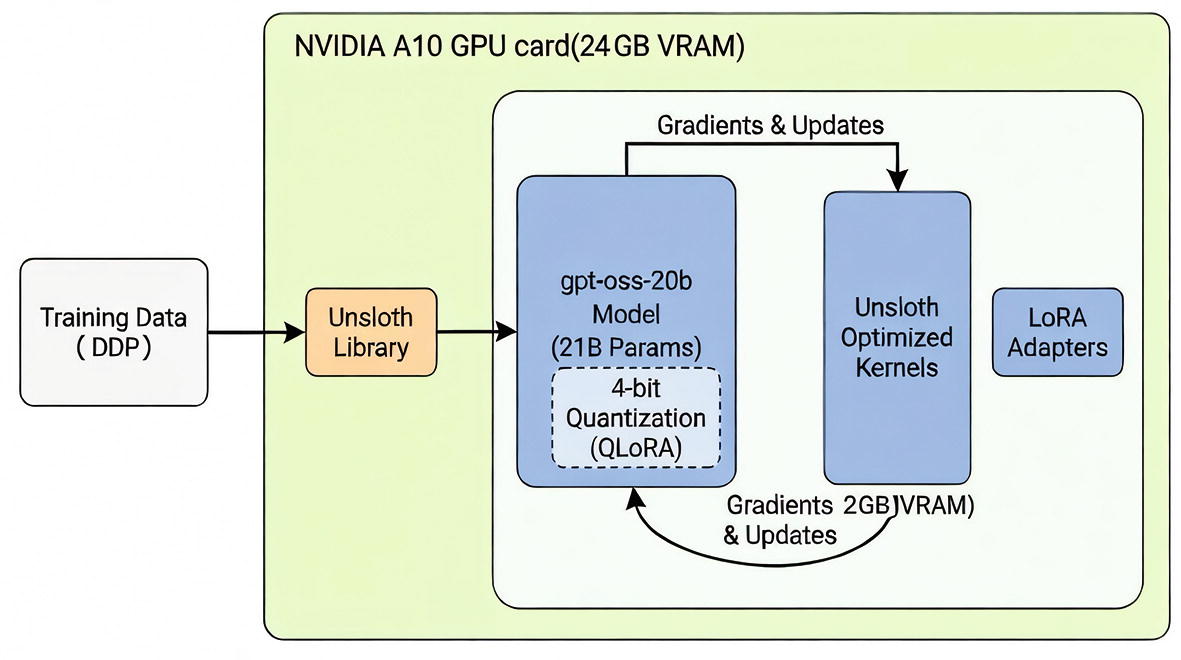 NVIDIA A10 GPU card(24GB VRAM)
Gradients & Updates
Training Data
( DDP )
Unsloth
Library
gpt-oss-20b
Model
(21B Params)
4-bit
Quantization
(QLoRA)
Unsloth
Optimized
Kernels
LoRA
Adapters
Gradients 2GB)VRAM)
& Updates